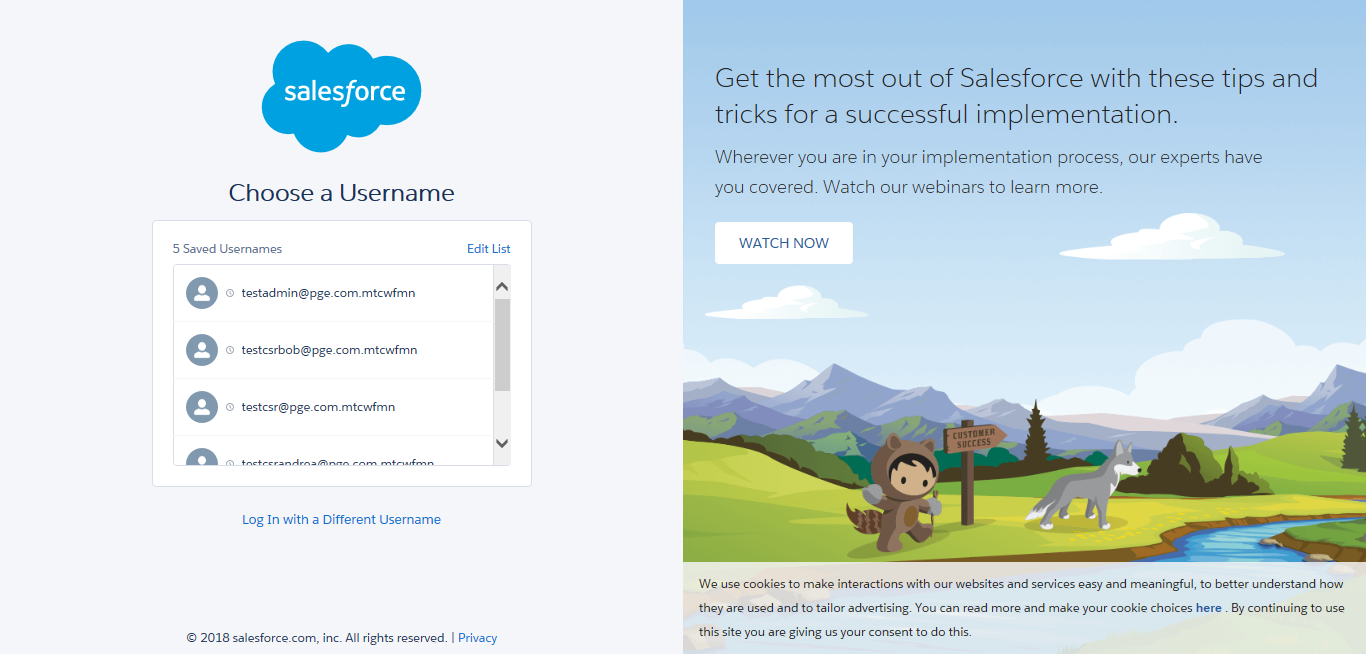 salesforce
Choose a Username
5 Saved Usernames
Edit List
testadmin@pge.com.mtcwfmn
testcsrbob@pge.com.mtcwfmn
testcsr@pge.com.mtcwfmn
testcsrandrea@pge.com.mtcwfmn
Log In with a Different Username
© 2018 salesforce.com, inc. All rights reserved. | Privacy
Get the most out of Salesforce with these tips and
tricks for a successful implementation.
Wherever you are in your implementation process, our experts have
you covered. Watch our webinars to learn more.
WATCH NOW
CUSTOMER
SUCCESS
We use cookies to make interactions with our websites and services easy and meaningful, to better understand how
they are used and to tailor advertising. You can read more and make your cookie choices here . By continuing to use
this site you are giving us your consent to do this.